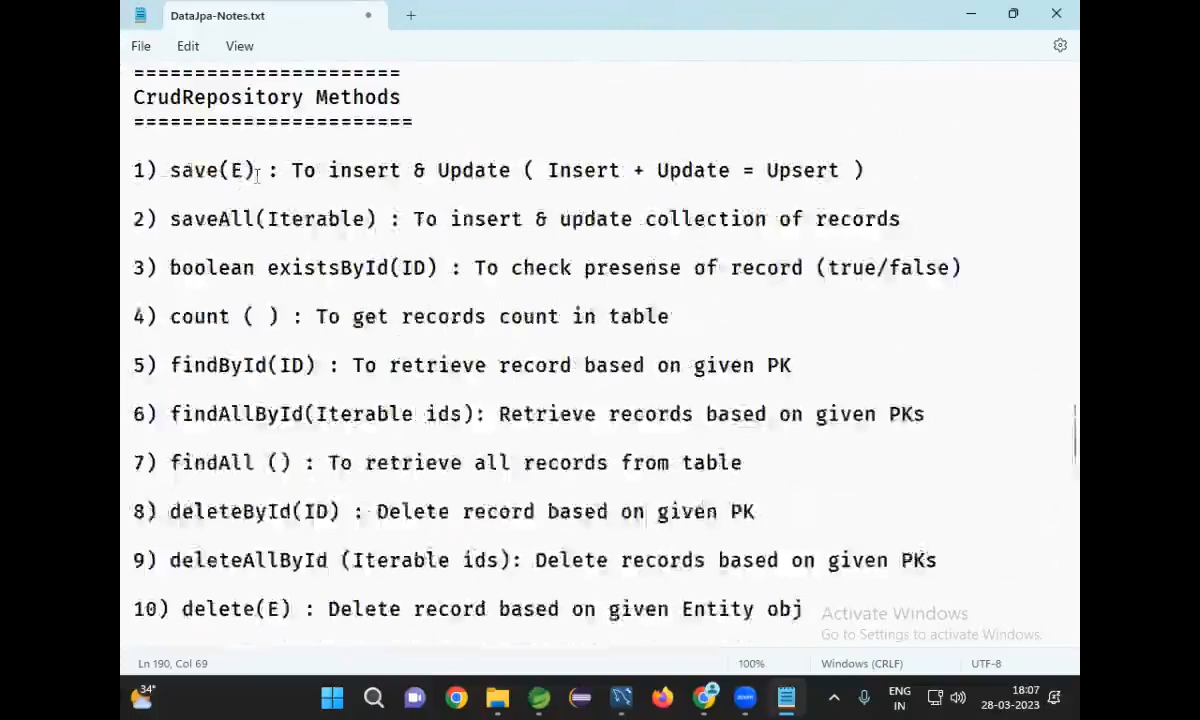 DataJpa-Notes.txt
File Edit View
======================
CrudRepository Methods
=======================
1) save(E) : To insert & Update ( Insert + Update = Upsert )
2) saveAll(Iterable) : To insert & update collection of records
3) boolean existsById(ID) : To check presense of record (true/false)
4) count ( ) : To get records count in table
5) findById(ID) : To retrieve record based on given PK
6) findAllById(Iterable ids): Retrieve records based on given PKs
7) findAll () : To retrieve all records from table
8) deleteById(ID) : Delete record based on given PK
9) deleteAllById (Iterable ids): Delete records based on given PKs
10) delete(E) : Delete record based on given Entity obj
Activate Windows
Go to Settings to activate Windows.
Ln 190, Col 69 100% Windows (CRLF) UTF-8
34°
ENG
IN
18:07
28-03-2023